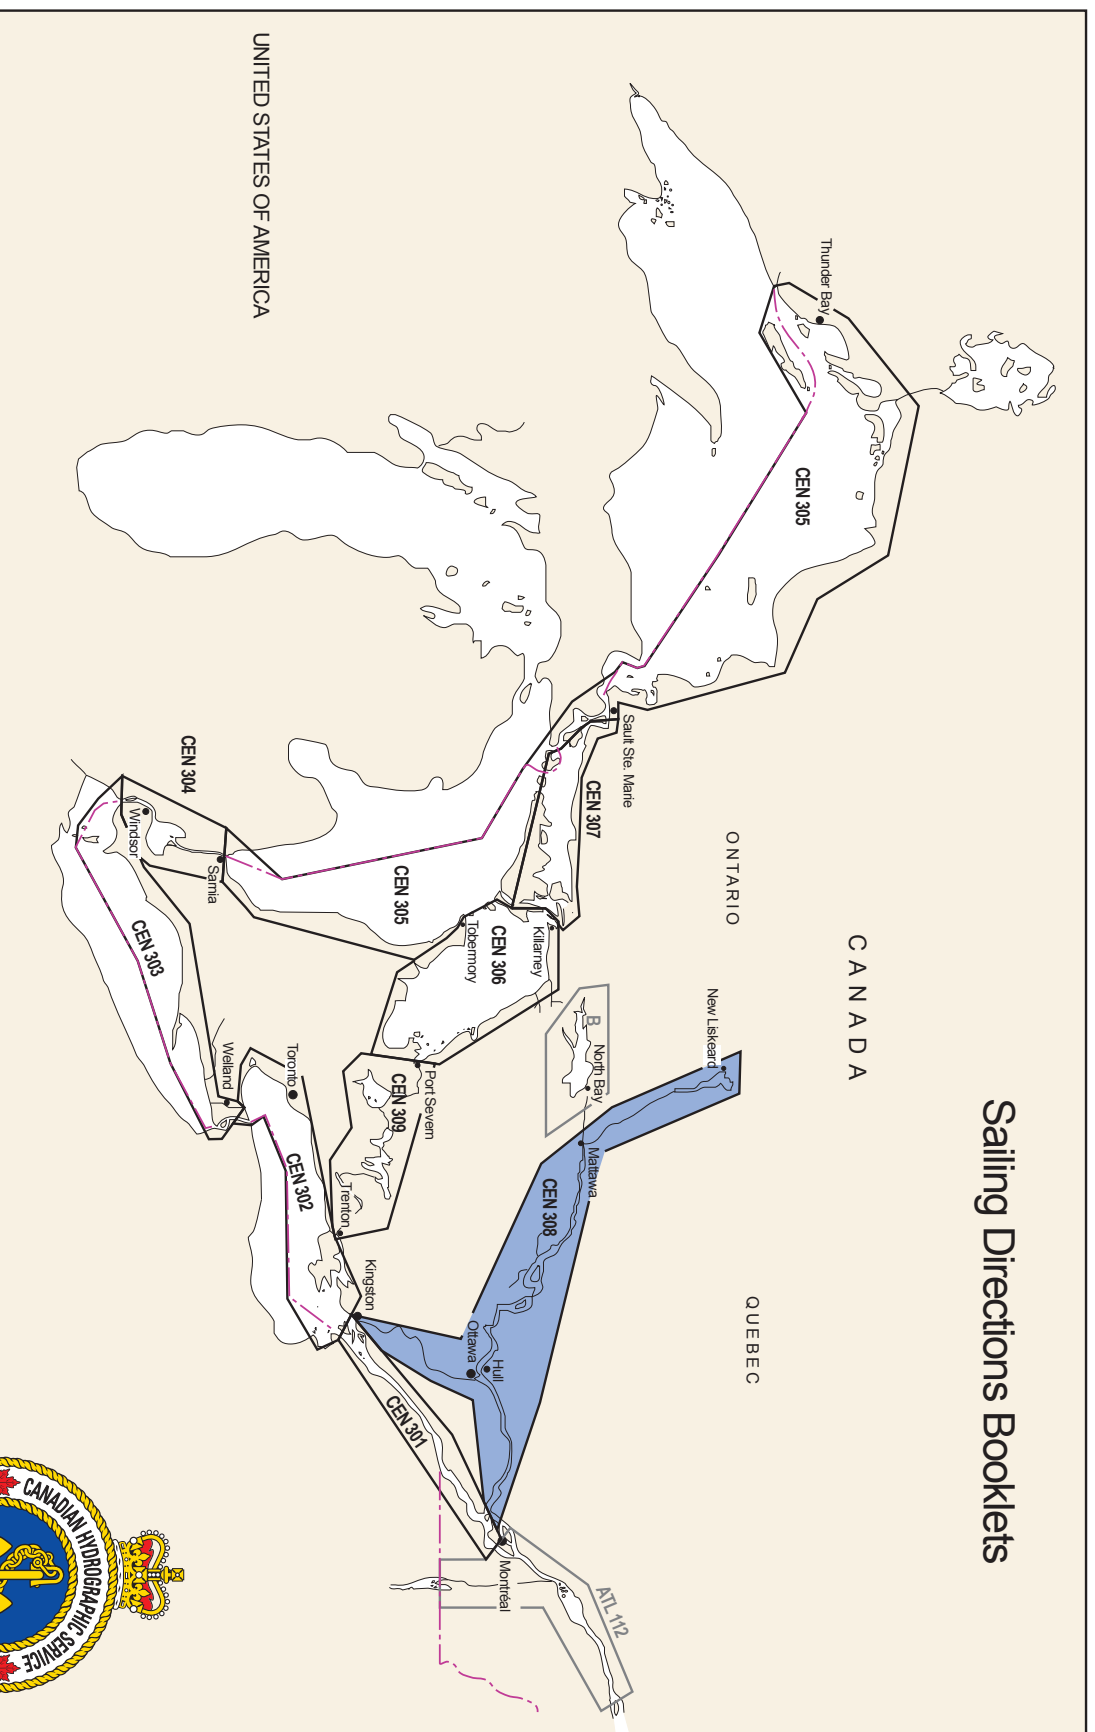 Sailing Directions Booklets
CANADA
ONTARIO
QUEBEC
UNITED STATES OF AMERICA
Thunder Bay
CEN 305
Sault Ste. Marie
CEN 307
New Liskeard
B
North Bay
Mattawa
CEN 308
Killarney
CEN 306
Tobermory
CEN 305
Port Severn
CEN 309
Trenton
Kingston
Ottawa
Hull
CEN 301
Montréal
ATL 112
CEN 304
Windsor
Sarnia
CEN 303
Welland
Toronto
CEN 302
CANADIAN HYDROGRAPHIC SERVICE